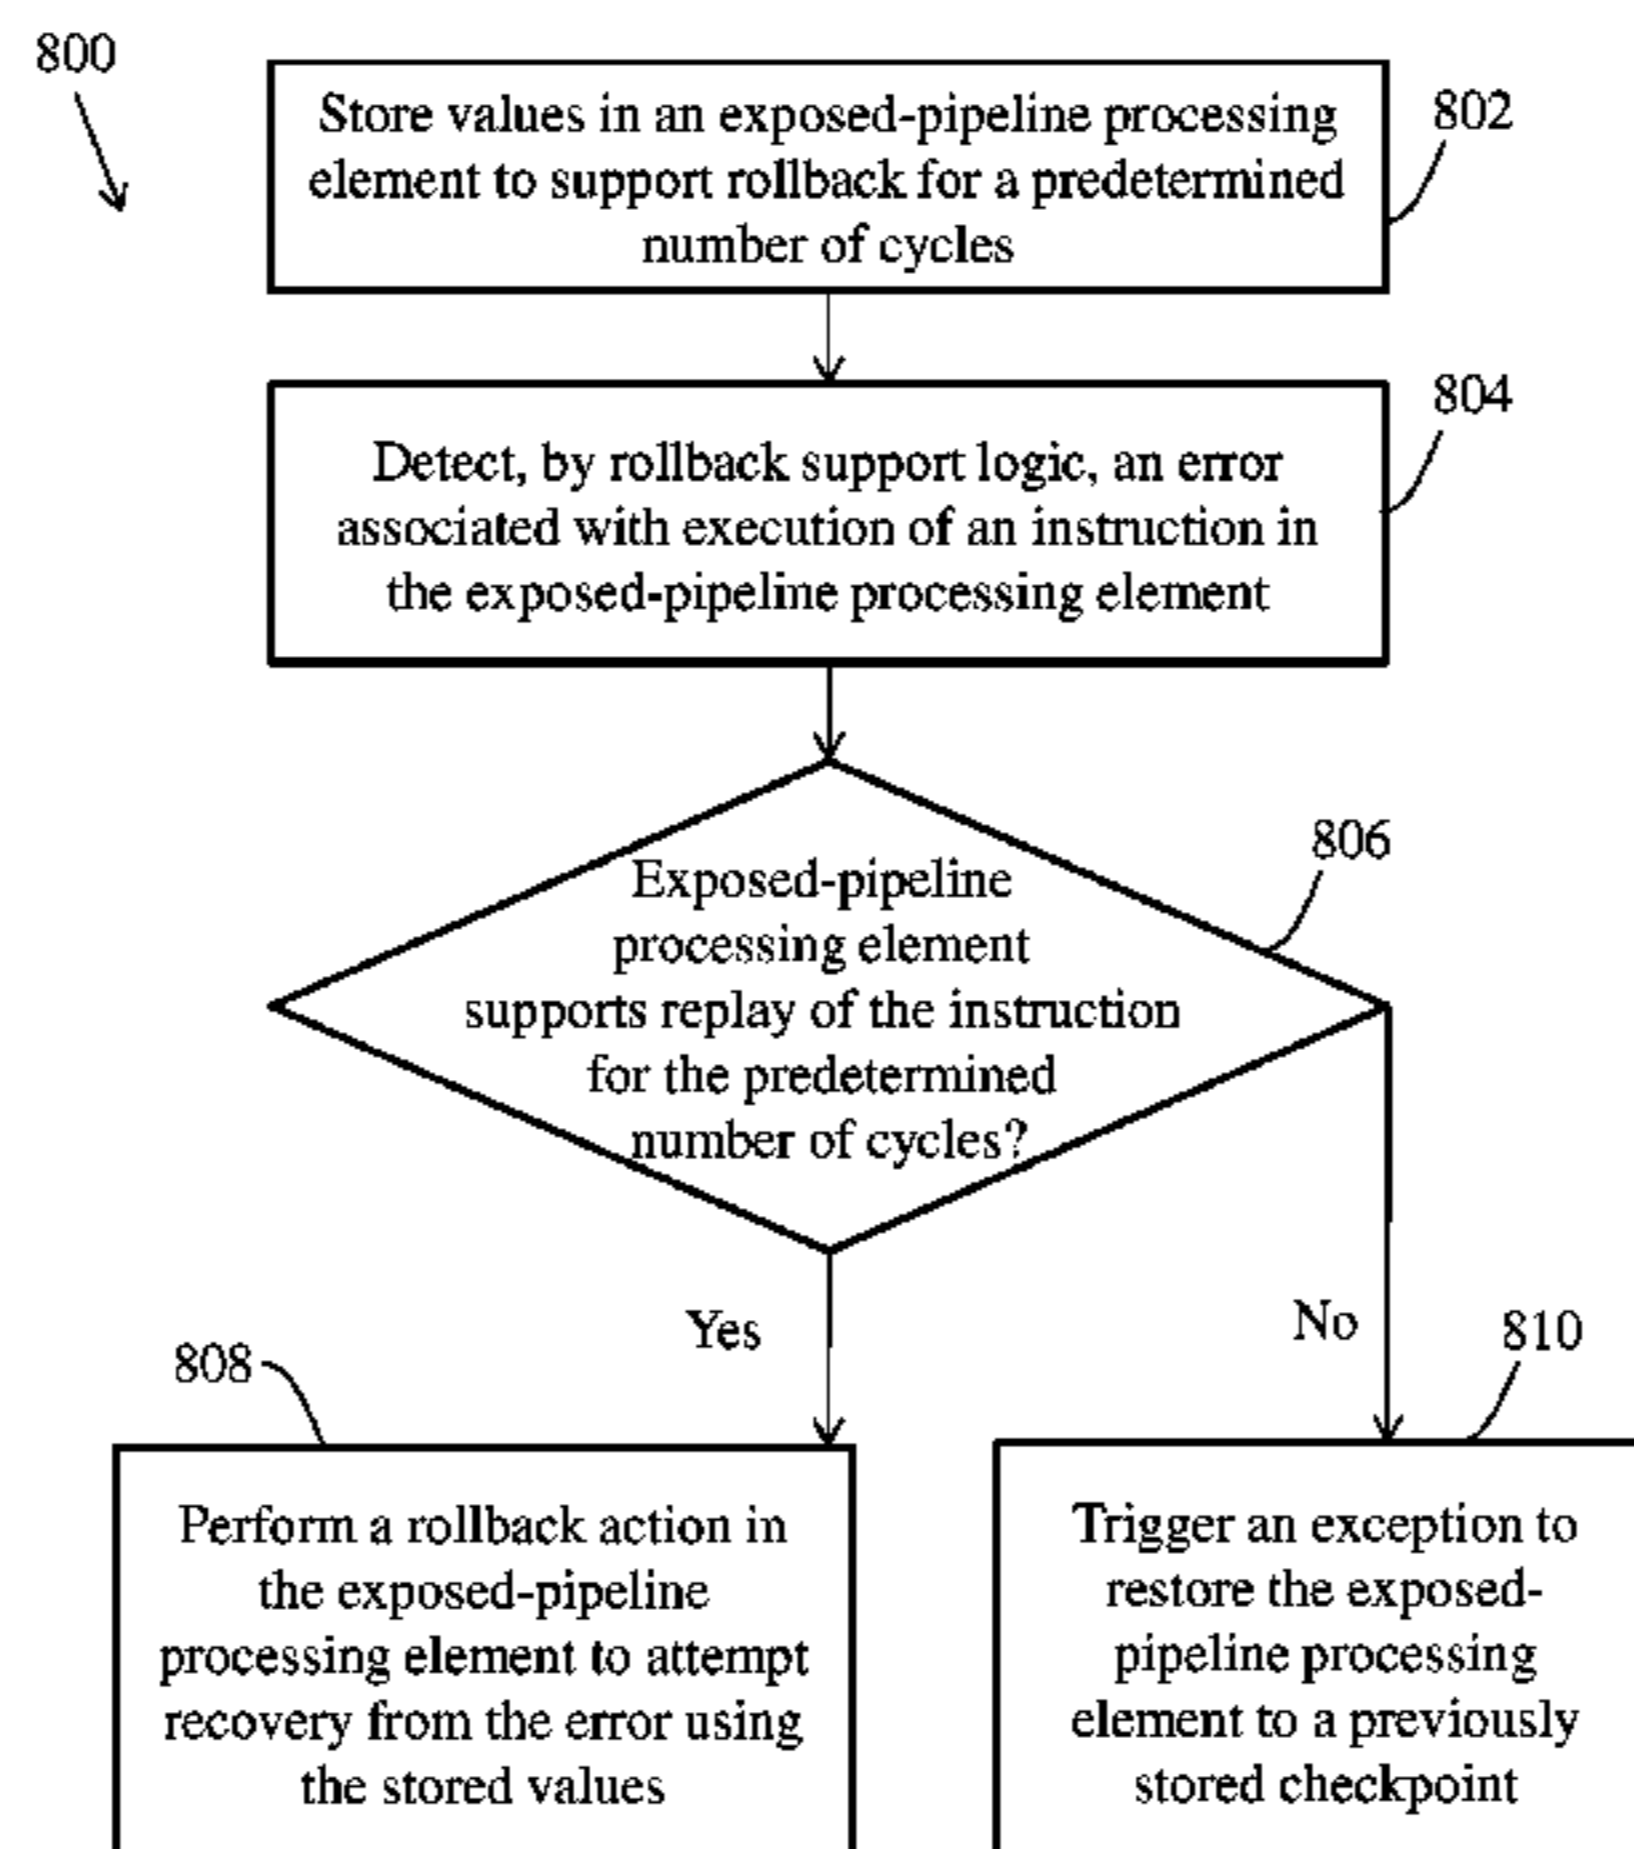 800
Store values in an exposed-pipeline processing
element to support rollback for a predetermined
number of cycles
802
Detect, by rollback support logic, an error
associated with execution of an instruction in
the exposed-pipeline processing element
804
Exposed-pipeline
processing element
supports replay of the instruction
for the predetermined
number of cycles?
806
Yes
No
808
Perform a rollback action in
the exposed-pipeline
processing element to attempt
recovery from the error using
the stored values
810
Trigger an exception to
restore the exposed-
pipeline processing
element to a previously
stored checkpoint